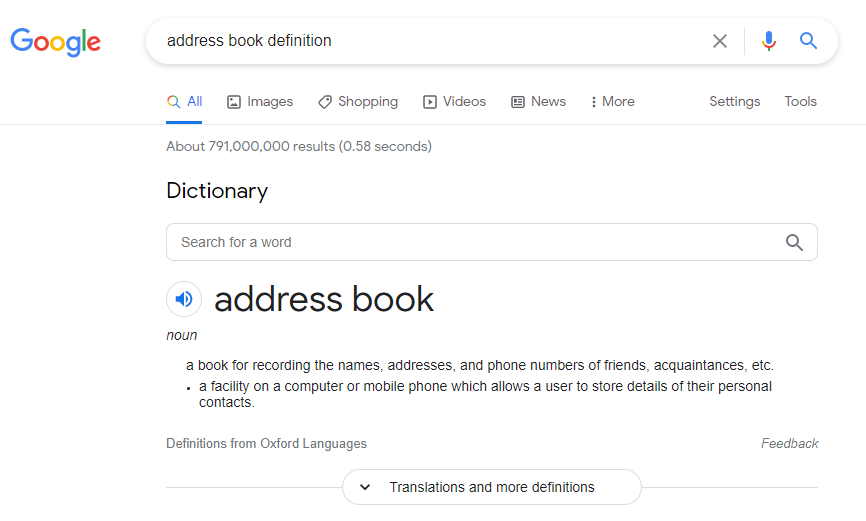 Google
address book definition
All Images Shopping Videos News More Settings Tools
About 791,000,000 results (0.58 seconds)
Dictionary
Search for a word
address book
noun
a book for recording the names, addresses, and phone numbers of friends, acquaintances, etc.
• a facility on a computer or mobile phone which allows a user to store details of their personal
contacts.
Definitions from Oxford Languages Feedback
Translations and more definitions